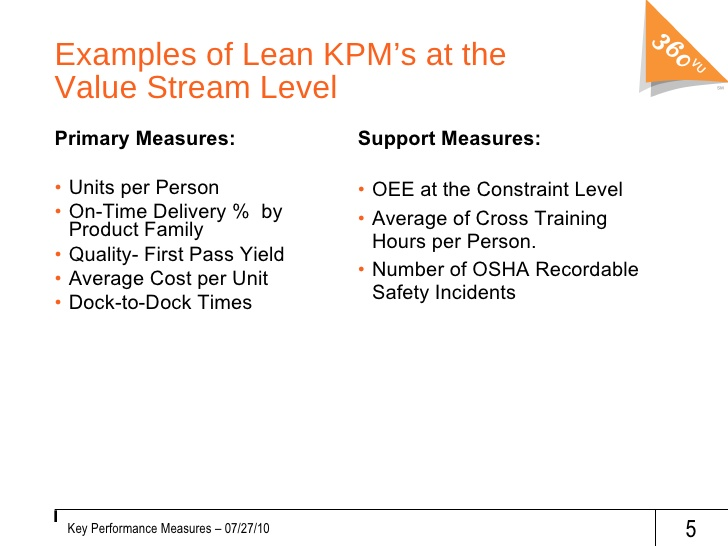 Examples of Lean KPM’s at the
Value Stream Level
360 VU
SM
Primary Measures:
• Units per Person
• On-Time Delivery %  by
Product Family
• Quality- First Pass Yield
• Average Cost per Unit
• Dock-to-Dock Times
Support Measures:
• OEE at the Constraint Level
• Average of Cross Training
Hours per Person.
• Number of OSHA Recordable
Safety Incidents
Key Performance Measures – 07/27/10
5